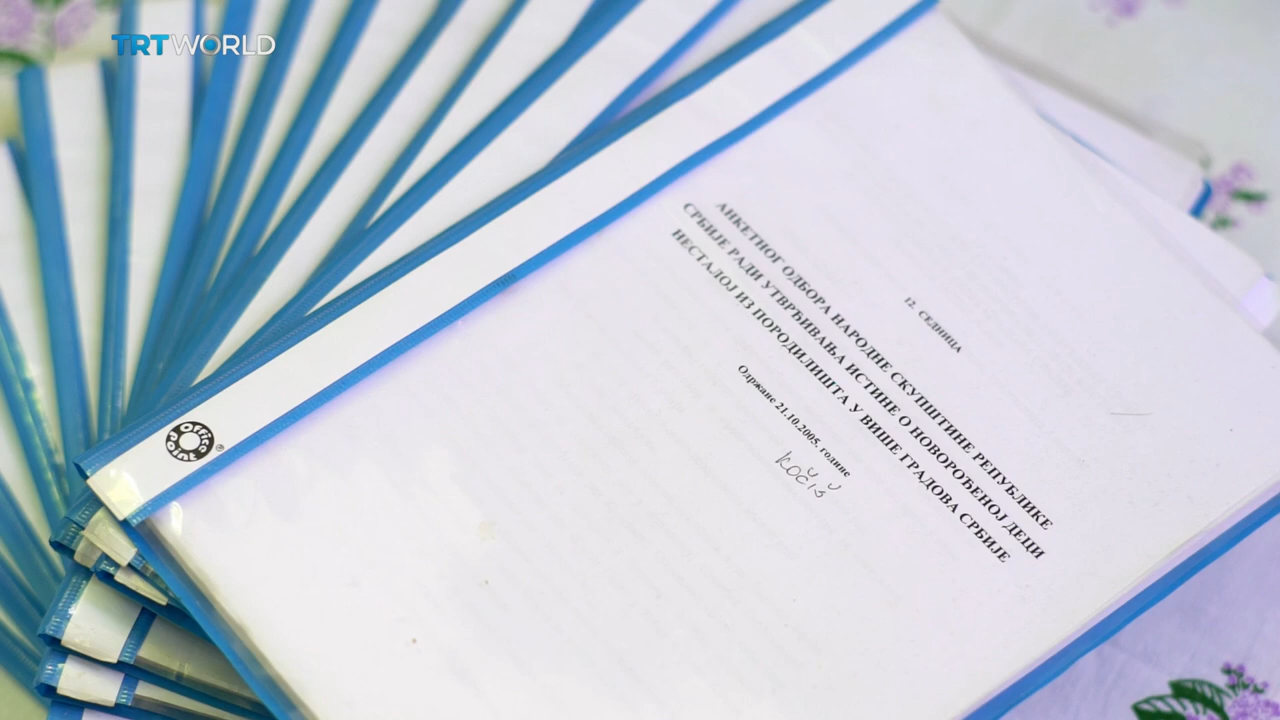 TRT WORLD
12. СЕДНИЦА
АНКЕТНОГ ОДБОРА НАРОДНЕ СКУПШТИНЕ РЕПУБЛИКЕ
СРБИЈЕ РАДИ УТВРЂИВАЊА ИСТИНЕ О НОВОРОЂЕНОЈ ДЕЦИ
НЕСТАЛОЈ ИЗ ПОРОДИЛИШТА У ВИШЕ ГРАДОВА СРБИЈЕ
Одржане 21.10.2005. године
KOČIŠ
Office Point ®